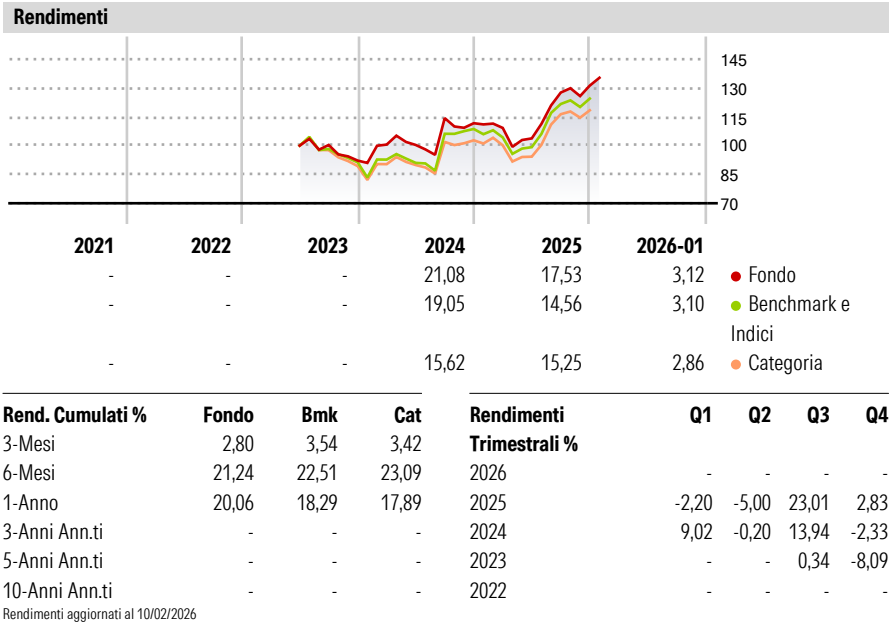 Rendimenti
145
130
115
100
85
70
2021 2022 2023 2024 2025 2026-01
- - - 21,08 17,53 3,12 Fondo
- - - 19,05 14,56 3,10 Benchmark e
Indici
- - - 15,62 15,25 2,86 Categoria
Rend. Cumulati % Fondo Bmk Cat
3-Mesi 2,80 3,54 3,42
6-Mesi 21,24 22,51 23,09
1-Anno 20,06 18,29 17,89
3-Anni Ann.ti - - -
5-Anni Ann.ti - - -
10-Anni Ann.ti - - -
Rendimenti Q1 Q2 Q3 Q4
Trimestrali %
2026 - - - -
2025 -2,20 -5,00 23,01 2,83
2024 9,02 -0,20 13,94 -2,33
2023 - - 0,34 -8,09
2022 - - - -
Rendimenti aggiornati al 10/02/2026